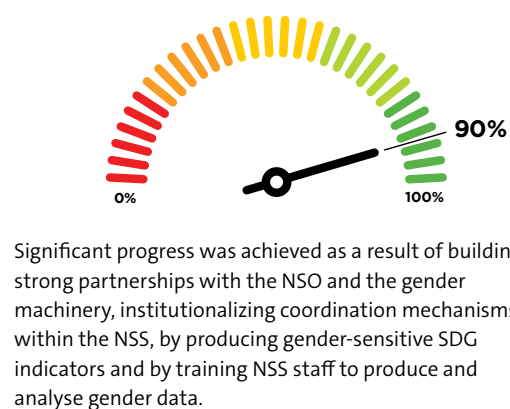 90%
0%
100%
Significant progress was achieved as a result of buildin
strong partnerships with the NSO and the gender
machinery, institutionalizing coordination mechanism
within the NSS, by producing gender-sensitive SDG
indicators and by training NSS staff to produce and
analyse gender data.